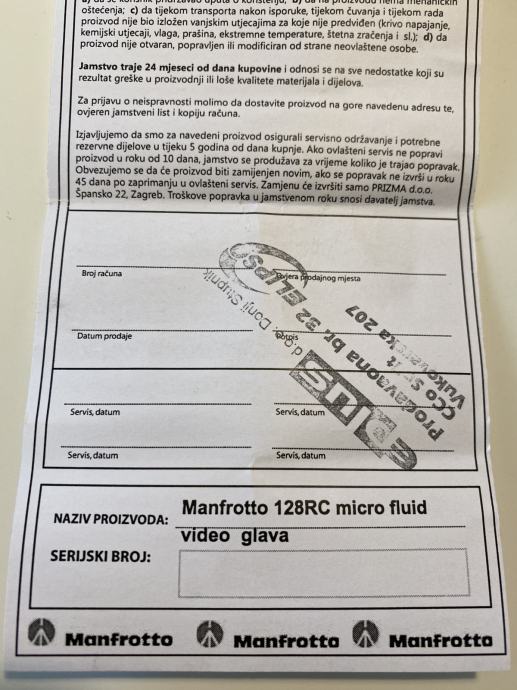 oštećenja; c) da tijekom transporta nakon isporuke, tijekom čuvanja i tijekom rada
proizvod nije bio izložen vanjskim utjecajima za koje nije predviđen (krivo napajanje,
kemijski utjecaji, vlaga, prašina, ekstremne temperature, štetna zračenja i sl.); d) da
proizvod nije otvaran, popravljen ili modificiran od strane neovlaštene osobe.
Jamstvo traje 24 mjeseci od dana kupovine i odnosi se na sve nedostatke koji su
rezultat greške u proizvodnji ili loše kvalitete materijala i dijelova.
Za prijavu o neispravnosti molimo da dostavite proizvod na gore navedenu adresu te,
ovjeren jamstveni list i kopiju računa.
Izjavljujemo da smo za navedeni proizvod osigurali servisno održavanje i potrebne
rezervne dijelove u tijeku 5 godina od dana kupnje. Ako ovlašteni servis ne popravi
proizvod u roku od 10 dana, jamstvo se produžava za vrijeme koliko je trajao popravak.
Obvezujemo se da će proizvod biti zamijenjen novim, ako se popravak ne izvrši u roku
45 dana po zaprimanju u ovlašteni servis. Zamjenu će izvršiti samo PRIZMA d.o.o.
Špansko 22, Zagreb. Troškove popravka u jamstvenom roku snosi davatelj jamstva.
Broj računa
Ovjera prodajnog mjesta
Datum prodaje
Potpis
d.o.o. Donji Stupnik
Prodavaona br. 32 ELIPSO
Vukovarska 207
Servis, datum
Servis, datum
Servis, datum
Servis, datum
NAZIV PROIZVODA: Manfrotto 128RC micro fluid
video glava
SERIJSKI BROJ:
Manfrotto Manfrotto Manfrotto